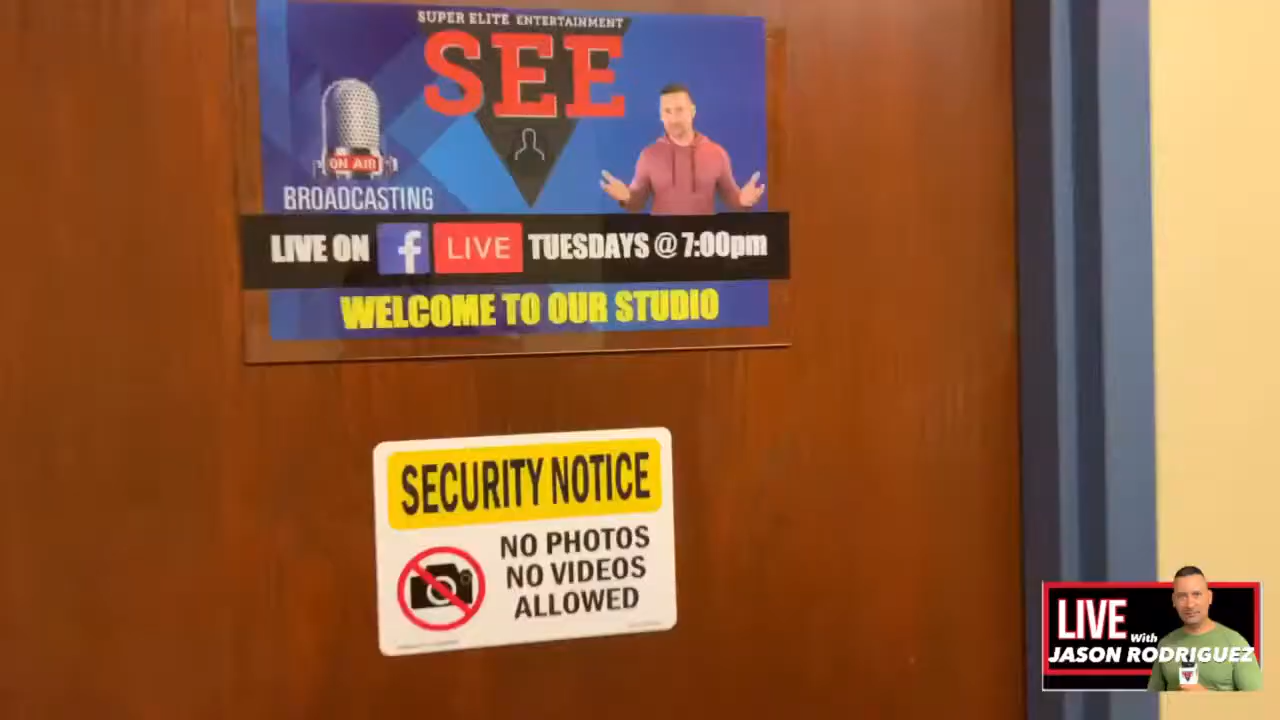 SUPER ELITE ENTERTAINMENT
SEE
ON AIR
BROADCASTING
LIVE ON f LIVE TUESDAYS @ 7:00pm
WELCOME TO OUR STUDIO
SECURITY NOTICE
NO PHOTOS
NO VIDEOS
ALLOWED
LIVE With
JASON RODRIGUEZ